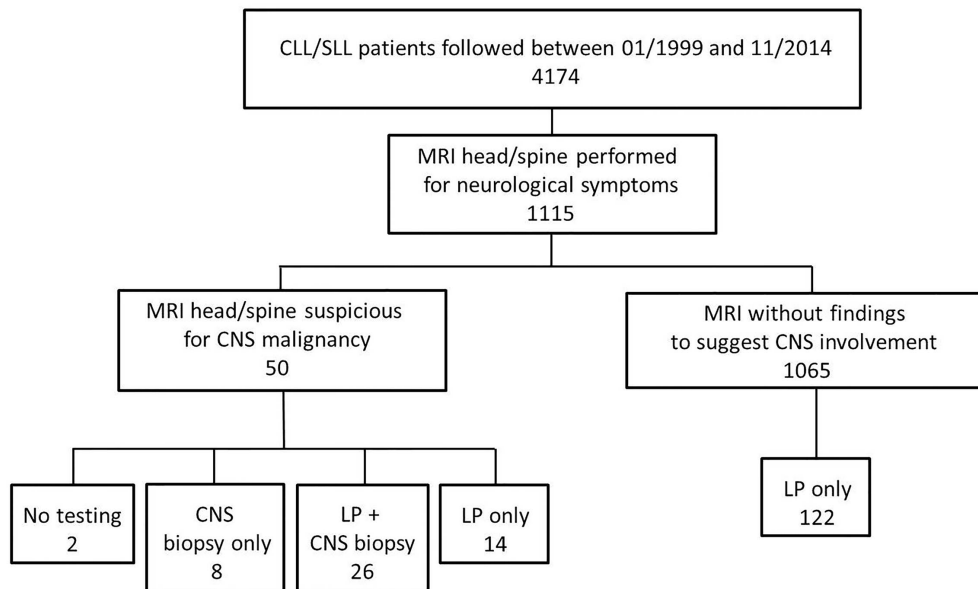 CLL/SLL patients followed between 01/1999 and 11/2014
4174
MRI head/spine performed
for neurological symptoms
1115
MRI head/spine suspicious
for CNS malignancy
50
MRI without findings
to suggest CNS involvement
1065
No testing
2
CNS
biopsy only
8
LP +
CNS biopsy
26
LP only
14
LP only
122